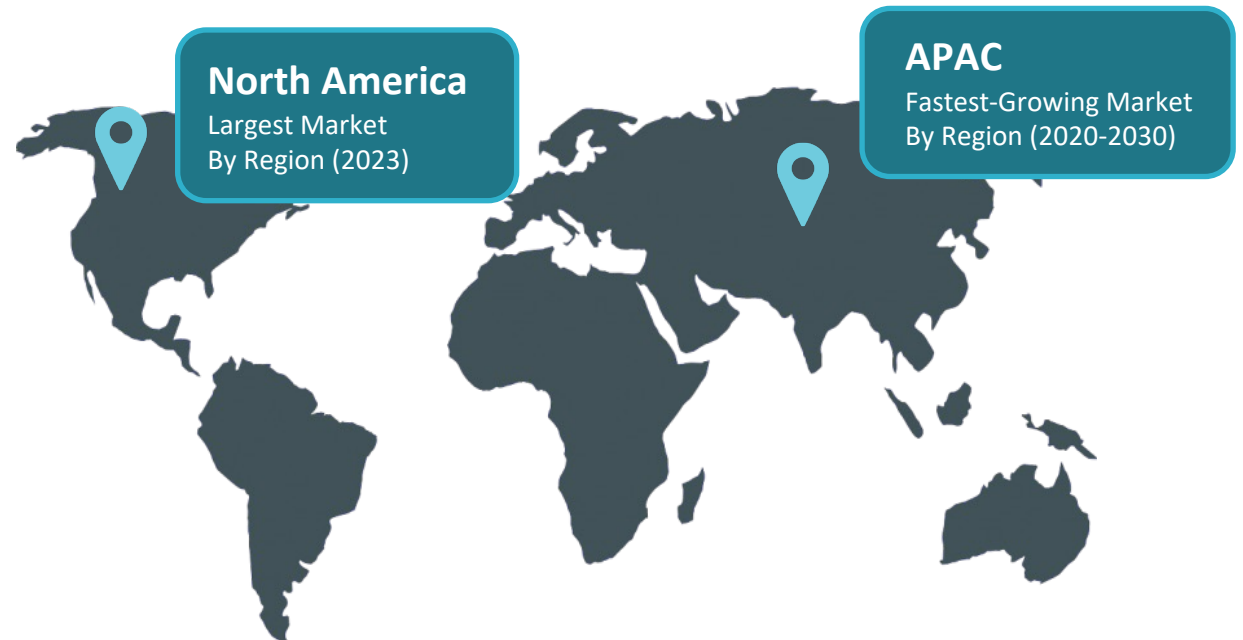 North America
Largest Market
By Region (2023)
APAC
Fastest-Growing Market
By Region (2020-2030)